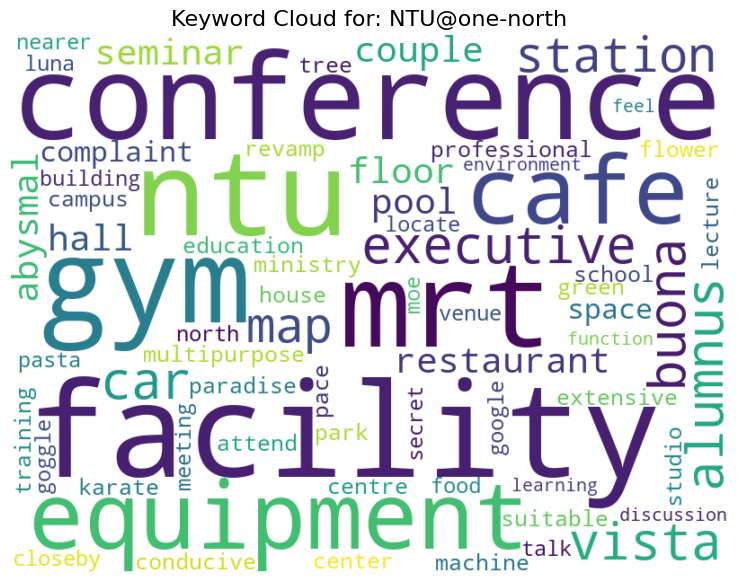 Keyword Cloud for: NTU@one-north
nearer
seminar
couple
station
luna
tree
conference
feel
complaint
revamp
professional
flower
building
ntu
floor
environment
cafe
abysmal
campus
pool
locate
lecture
hall
education
executive
buona
gym
ministry
mrt
school
house
moe
green
space
map
venue
north
function
alumnus
pasta
multipurpose
restaurant
car
paradise
pace
secret
google
extensive
training
goggle
facility
meeting
attend
park
studio
karate
centre
food
learning
equipment
suitable
discussion
vista
talk
closeby
conducive
center
machine